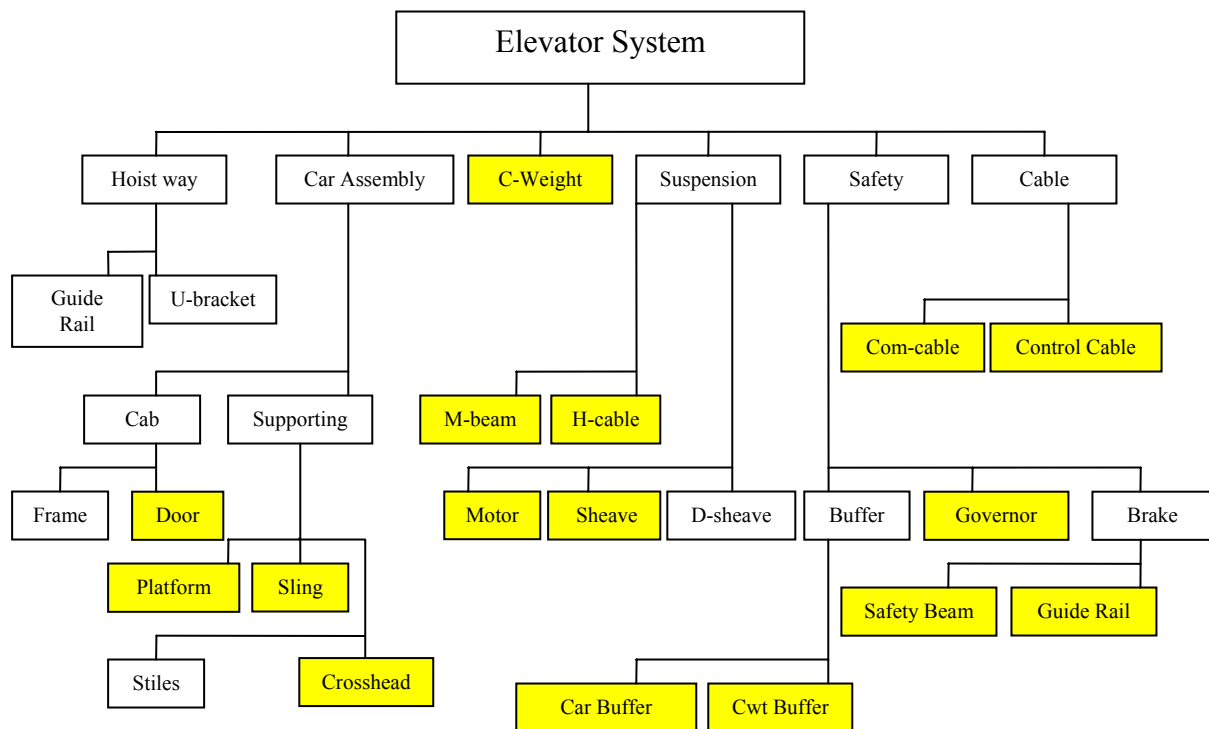 Elevator System
Hoist way
Car Assembly
C-Weight
Suspension
Safety
Cable
Guide
Rail
U-bracket
Com-cable
Control Cable
Cab
Supporting
M-beam
H-cable
Frame
Door
Motor
Sheave
D-sheave
Buffer
Governor
Brake
Platform
Sling
Safety Beam
Guide Rail
Stiles
Crosshead
Car Buffer
Cwt Buffer